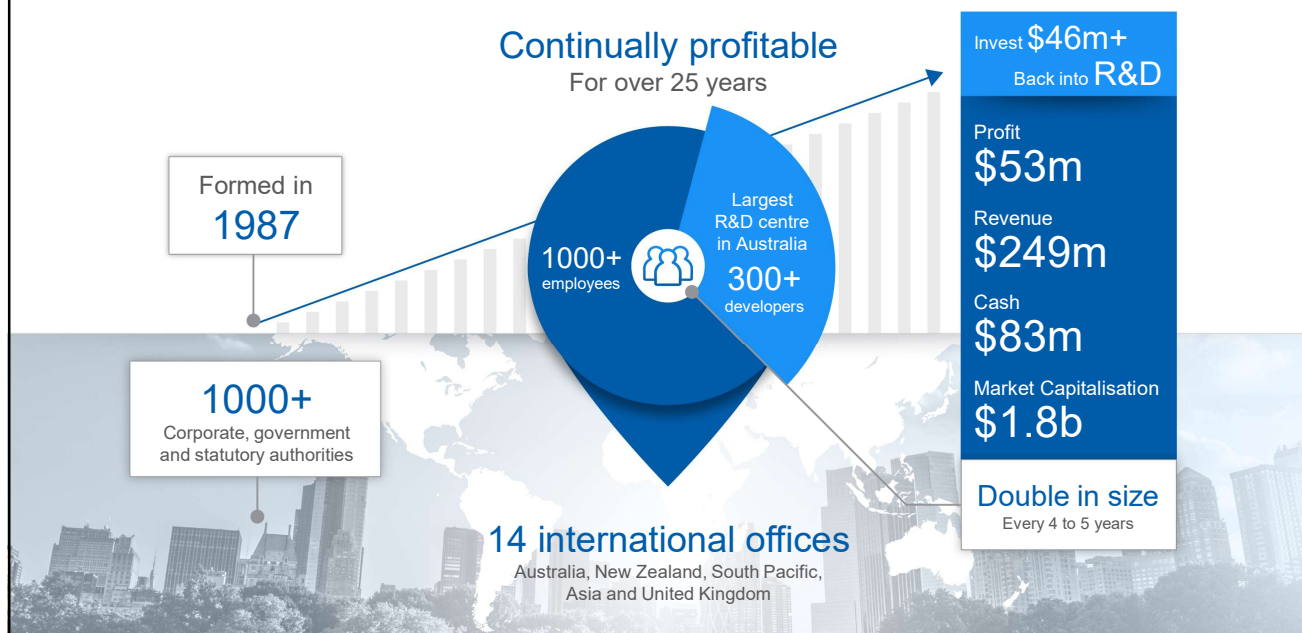 Continually profitable
For over 25 years
Formed in
1987
1000+
employees
Largest
R&D centre
in Australia
300+
developers
1000+
Corporate, government
and statutory authorities
14 international offices
Australia, New Zealand, South Pacific,
Asia and United Kingdom
Invest $46m+
Back into R&D
Profit
$53m
Revenue
$249m
Cash
$83m
Market Capitalisation
$1.8b
Double in size
Every 4 to 5 years